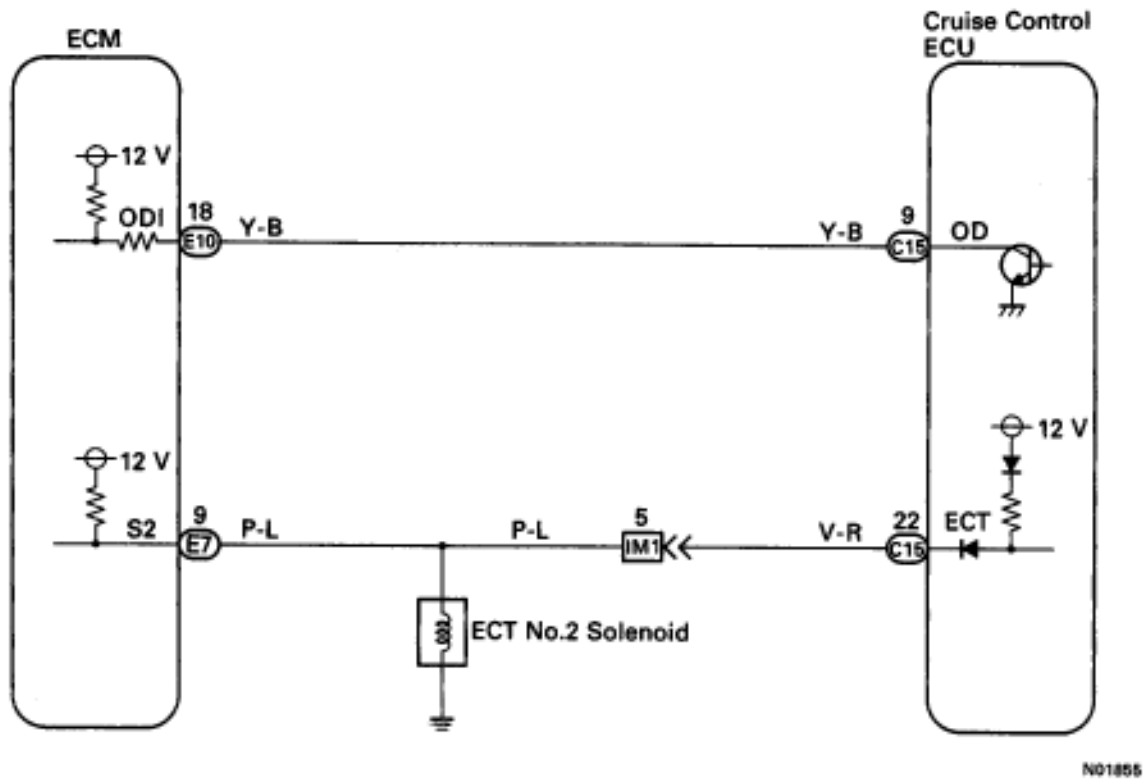 ECM
Cruise Control
ECU
12 V
ODI
18
E10
Y-B
Y-B
9
C15
OD
12 V
12 V
S2
9
E7
P-L
P-L
5
IM1
V-R
22
C15
ECT
ECT No.2 Solenoid
N01855